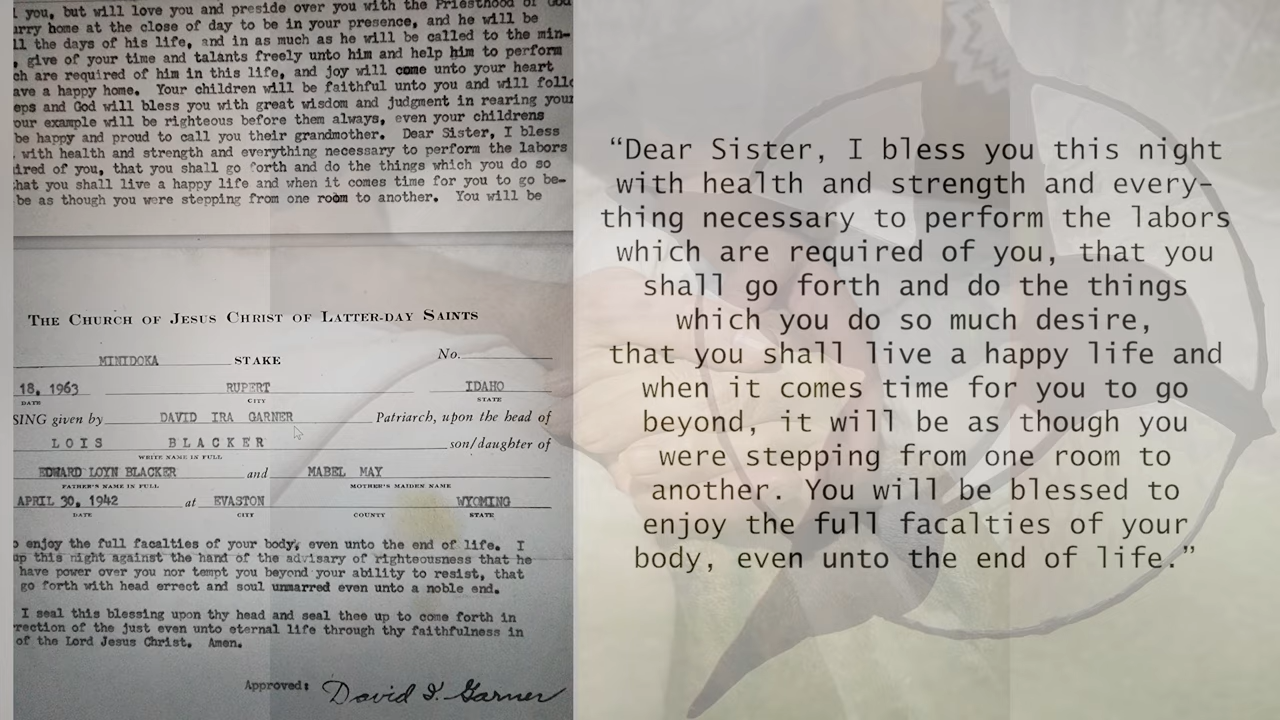 you, but will love you and preside over you with the Priesthood of God
urry home at the close of day to be in your presence, and he will be
ll the days of his life, and in as much as he will be called to the min-
, give of your time and talants freely unto him and help him to perform
ch are required of him in this life, and joy will come unto your heart
ave a happy home. Your children will be faithful unto you and will follo
eps and God will bless you with great wisdom and judgment in rearing your
our example will be righteous before them always, even your childrens
be happy and proud to call you their grandmother. Dear Sister, I bless
with health and strength and everything necessary to perform the labors
ired of you, that you shall go forth and do the things which you do so
hat you shall live a happy life and when it comes time for you to go be-
be as though you were stepping from one room to another. You will be
THE CHURCH OF JESUS CHRIST OF LATTER-DAY SAINTS
MINIDOKA STAKE No.
18, 1963 RUPERT IDAHO
DATE CITY STATE
SING given by DAVID IRA GARNER Patriarch, upon the head of
LOIS BLACKER son/daughter of
WRITE NAME IN FULL
EDWARD LOYN BLACKER and MABEL MAY
FATHER'S NAME IN FULL MOTHER'S MAIDEN NAME
APRIL 30, 1942 at EVASTON WYOMING
DATE CITY COUNTY STATE
o enjoy the full facalties of your body, even unto the end of life. I
up this night against the hand of the advisary of righteousness that he
have power over you nor tempt you beyond your ability to resist, that
go forth with head errect and soul unmarred even unto a noble end.
I seal this blessing upon thy head and seal thee up to come forth in
rection of the just even unto eternal life through thy faithfulness in
of the Lord Jesus Christ. Amen.
Approved: David I. Garner
“Dear Sister, I bless you this night
with health and strength and every-
thing necessary to perform the labors
which are required of you, that you
shall go forth and do the things
which you do so much desire,
that you shall live a happy life and
when it comes time for you to go
beyond, it will be as though you
were stepping from one room to
another. You will be blessed to
enjoy the full facalties of your
body, even unto the end of life.”